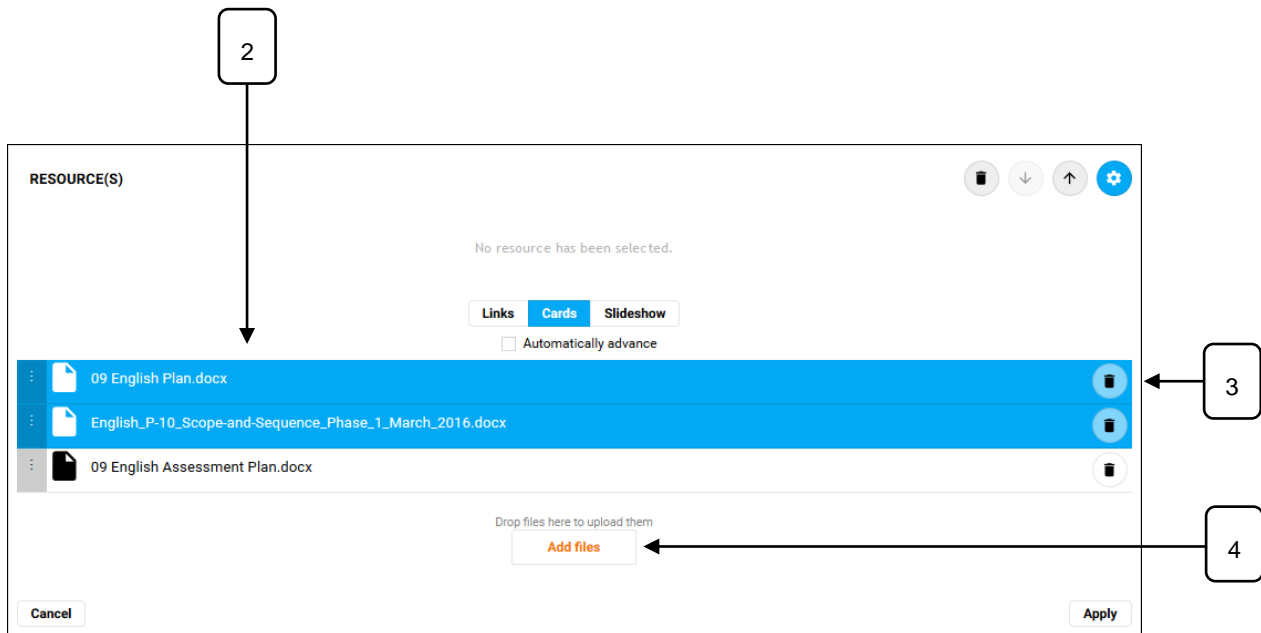 2
RESOURCE(S)
No resource has been selected.
Links Cards Slideshow
Automatically advance
09 English Plan.docx
3
English_P-10_Scope-and-Sequence_Phase_1_March_2016.docx
09 English Assessment Plan.docx
Drop files here to upload them
Add files
4
Cancel Apply